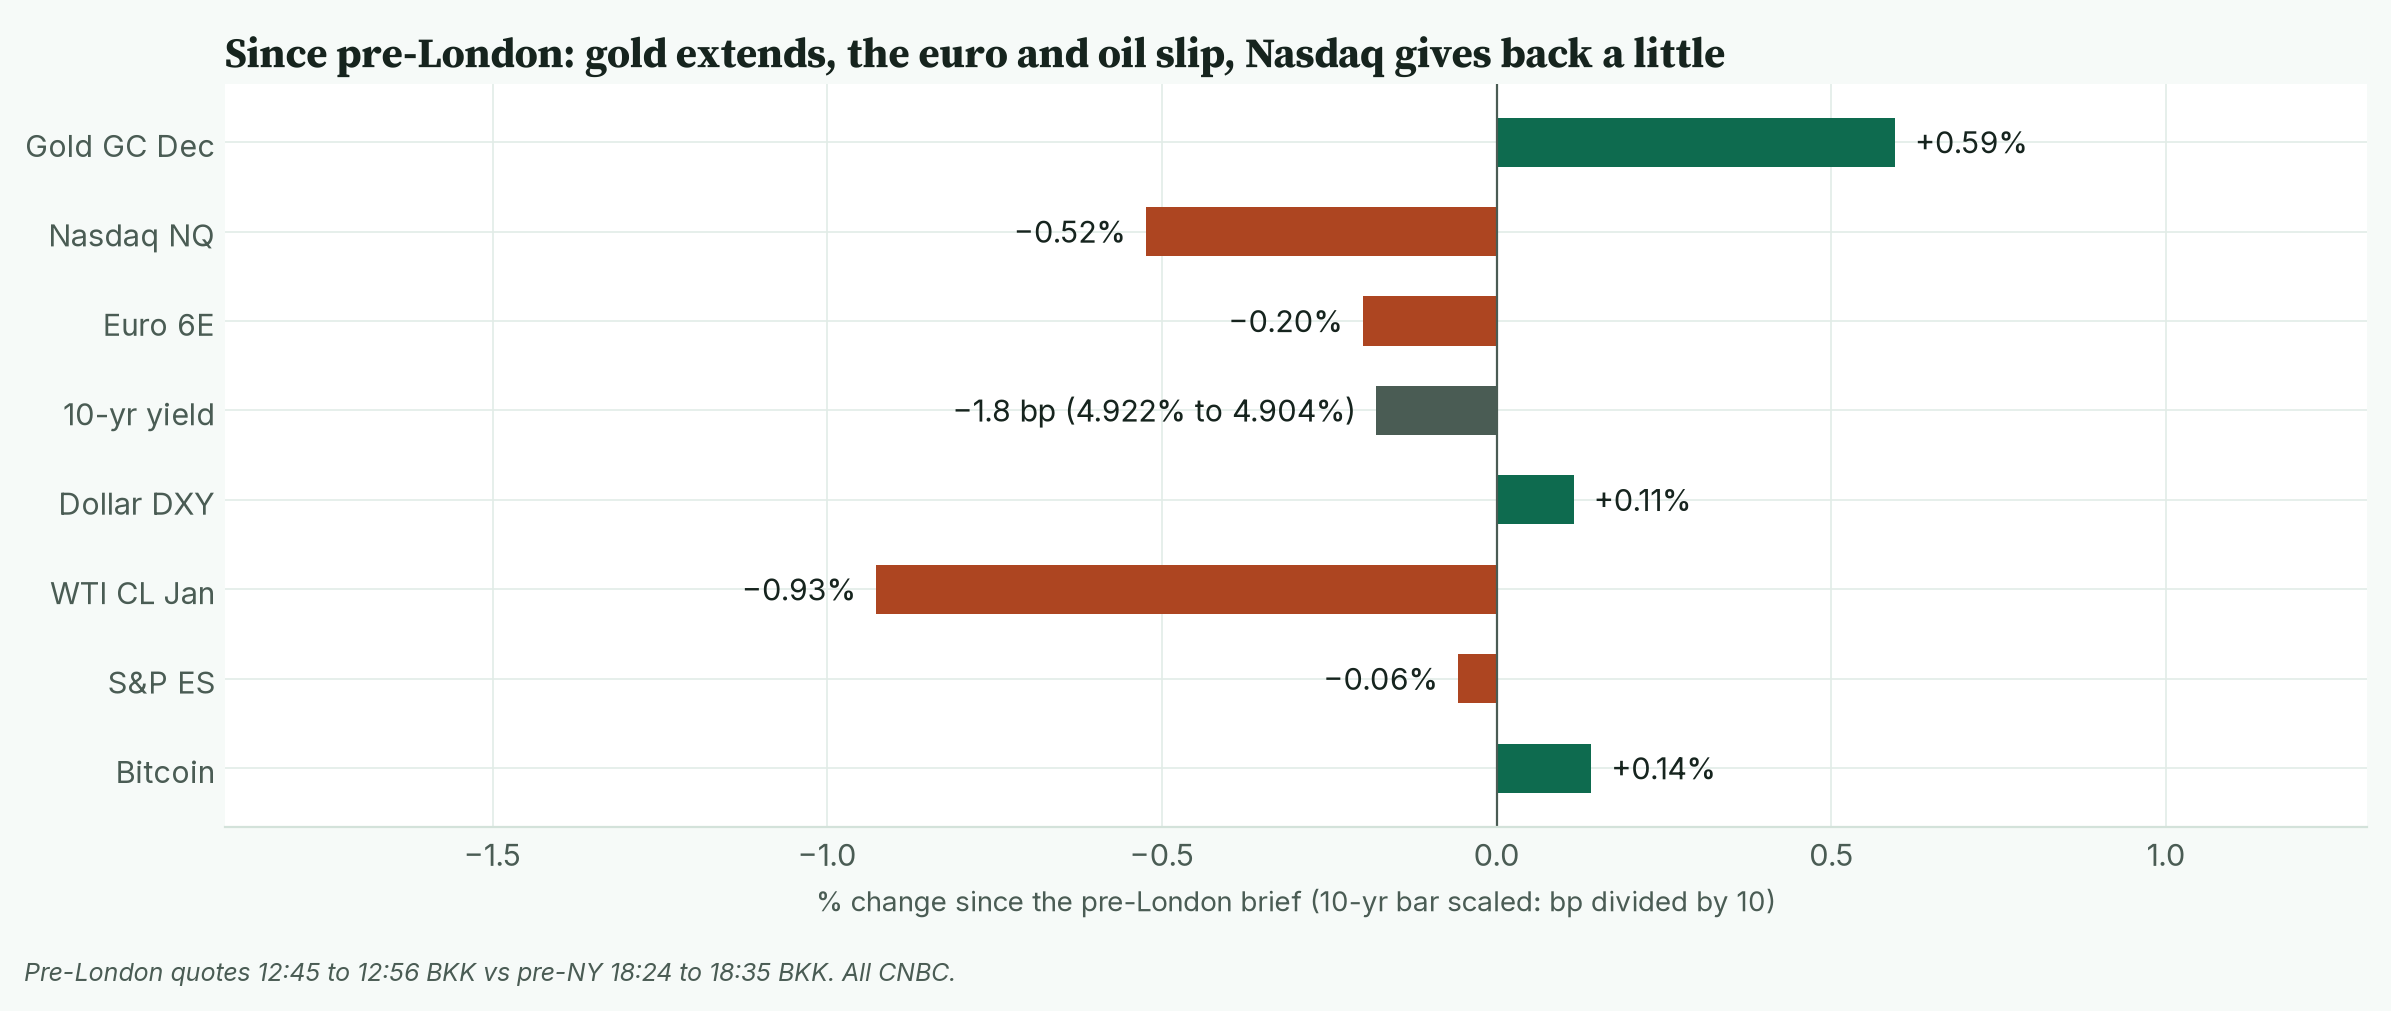 Since pre-London: gold extends, the euro and oil slip, Nasdaq gives back a little
Gold GC Dec +0.59%
Nasdaq NQ −0.52%
Euro 6E −0.20%
10-yr yield −1.8 bp (4.922% to 4.904%)
Dollar DXY +0.11%
WTI CL Jan −0.93%
S&P ES −0.06%
Bitcoin +0.14%
−1.5 −1.0 −0.5 0.0 0.5 1.0
% change since the pre-London brief (10-yr bar scaled: bp divided by 10)
Pre-London quotes 12:45 to 12:56 BKK vs pre-NY 18:24 to 18:35 BKK. All CNBC.